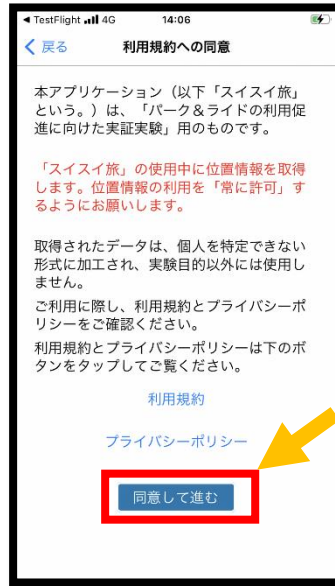 ◀ TestFlight 4G 14:06
戻る 利用規約への同意
本アプリケーション（以下「スイスイ旅」
という。）は、「パーク＆ライドの利用促
進に向けた実証実験」用のものです。
「スイスイ旅」の使用中に位置情報を取得
します。位置情報の利用を「常に許可」す
るようにお願いします。
取得されたデータは、個人を特定できない
形式に加工され、実験目的以外には使用し
ません。
ご利用に際し、利用規約とプライバシーポ
リシーをご確認ください。
利用規約とプライバシーポリシーは下のボ
タンをタップしてご覧ください。
利用規約
プライバシーポリシー
同意して進む